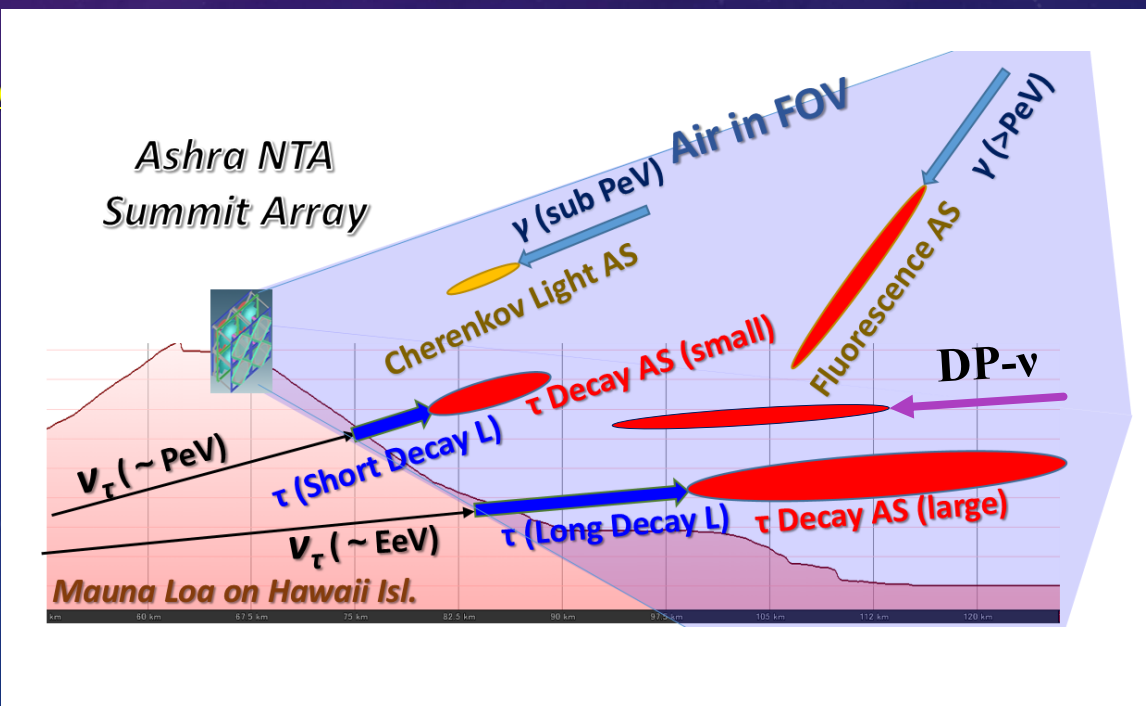 Ashra NTA
Summit Array
Air in FOV
γ (>PeV)
γ (sub PeV)
Cherenkov Light AS
Fluorescence AS
τ Decay AS (small)
DP-ν
ντ ( ~ PeV)
τ (Short Decay L)
ντ ( ~ EeV)
τ (Long Decay L)
τ Decay AS (large)
Mauna Loa on Hawaii Isl.
km 60 km 67.5 km 75 km 82.5 km 90 km 97.5 km 105 km 112 km 120 km